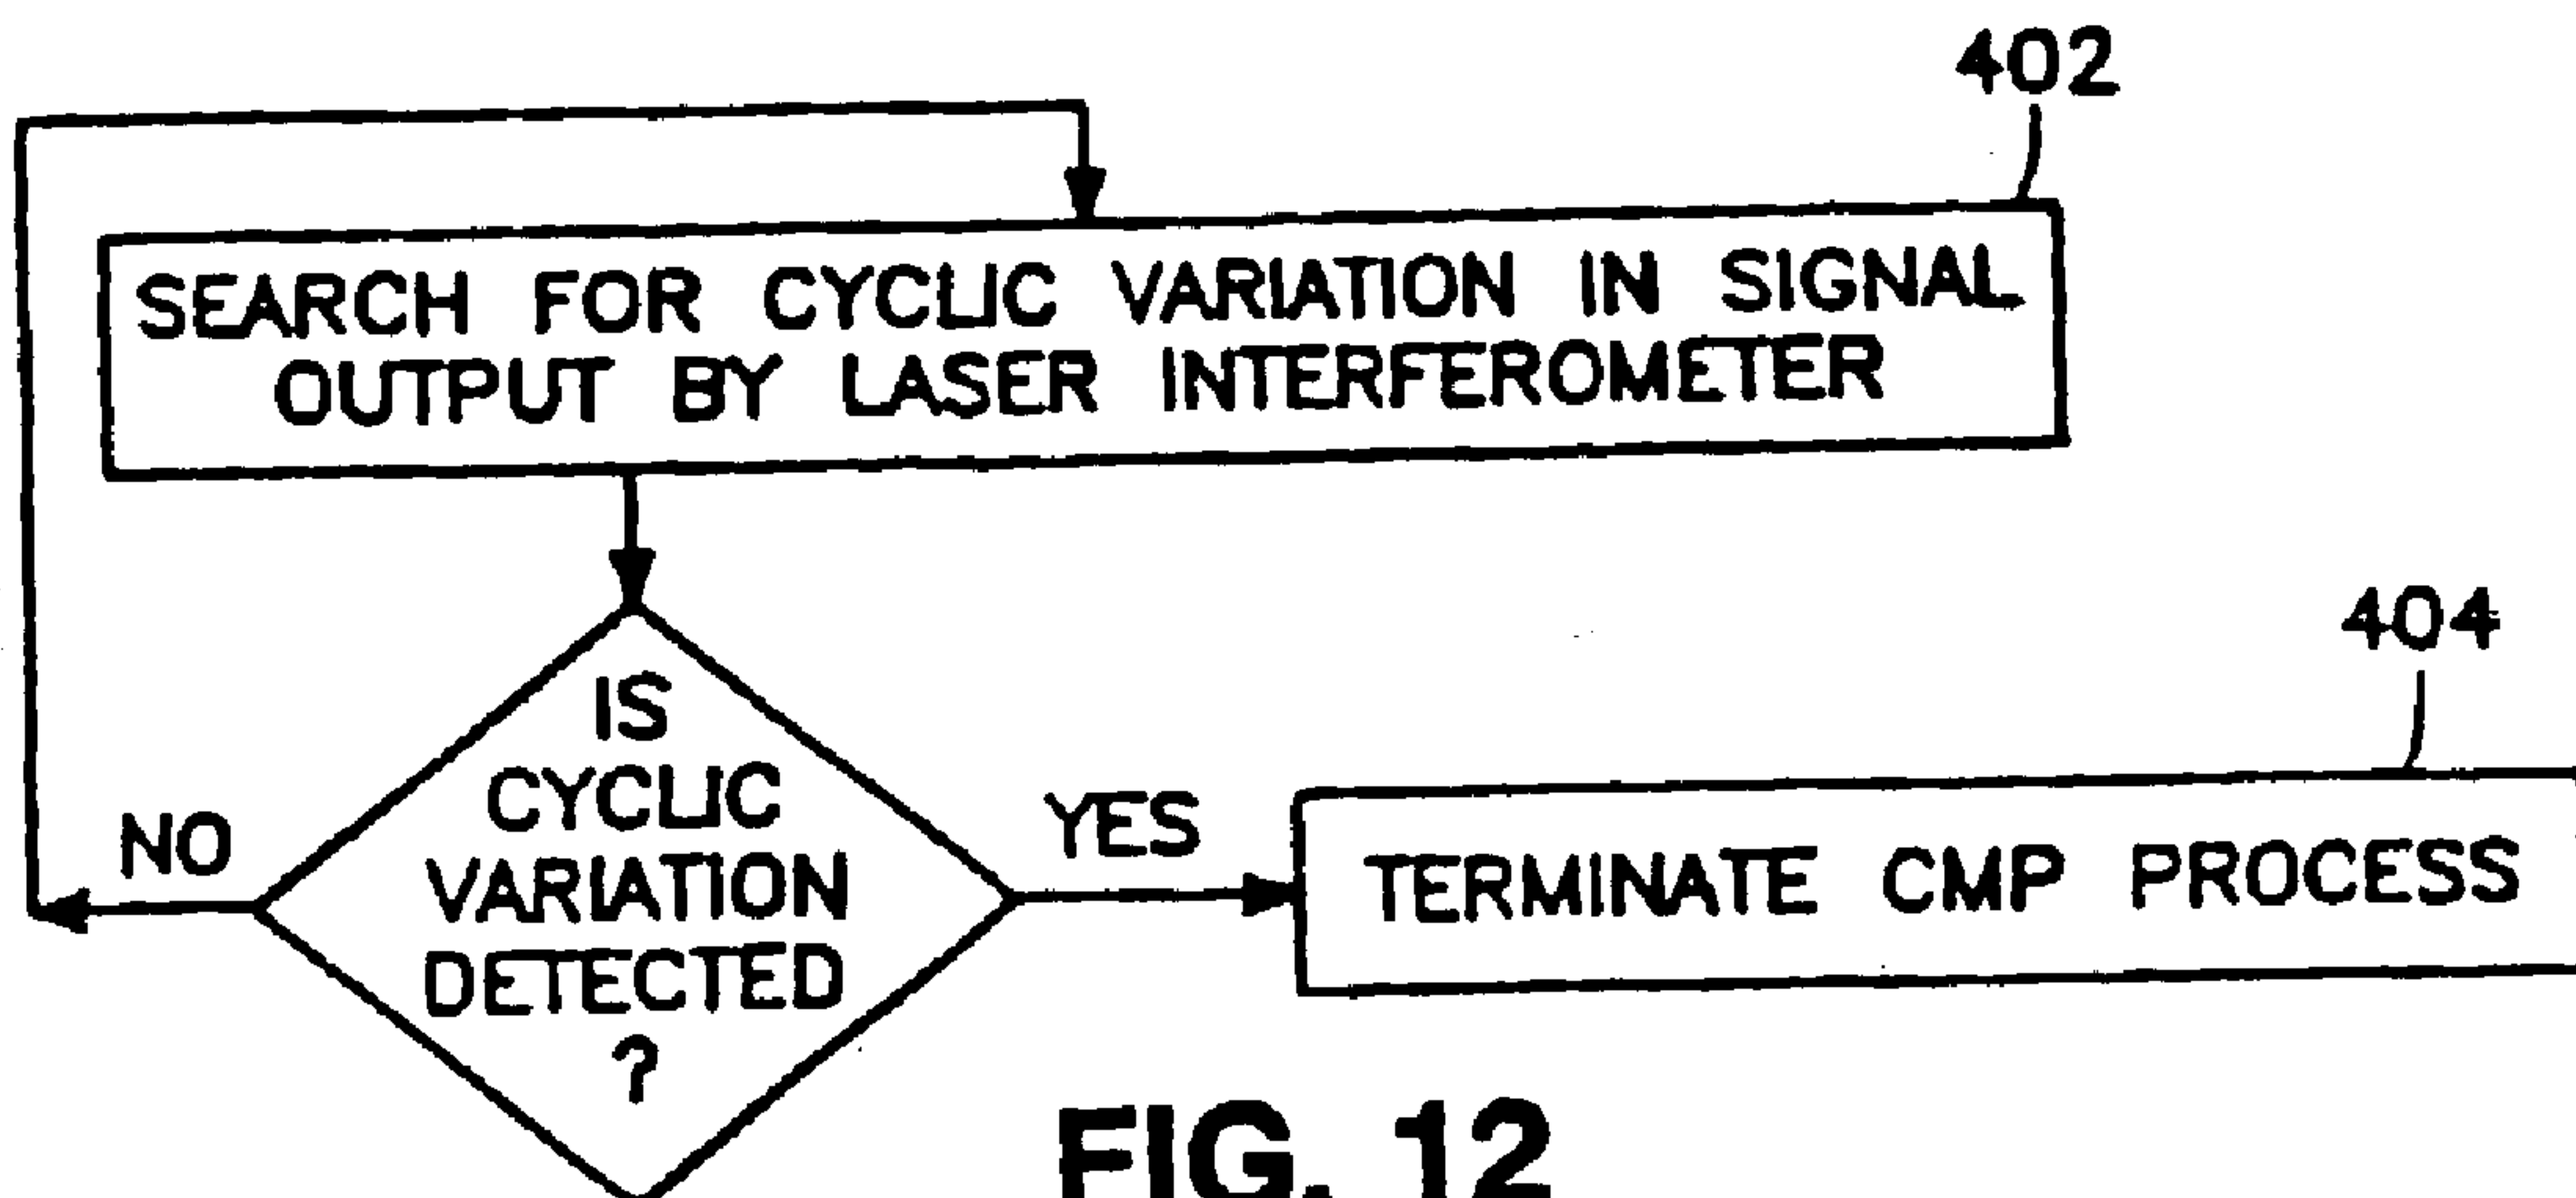 402
SEARCH FOR CYCLIC VARIATION IN SIGNAL
OUTPUT BY LASER INTERFEROMETER
404
IS
CYCLIC
VARIATION
DETECTED
?
NO
YES
TERMINATE CMP PROCESS
FIG. 12